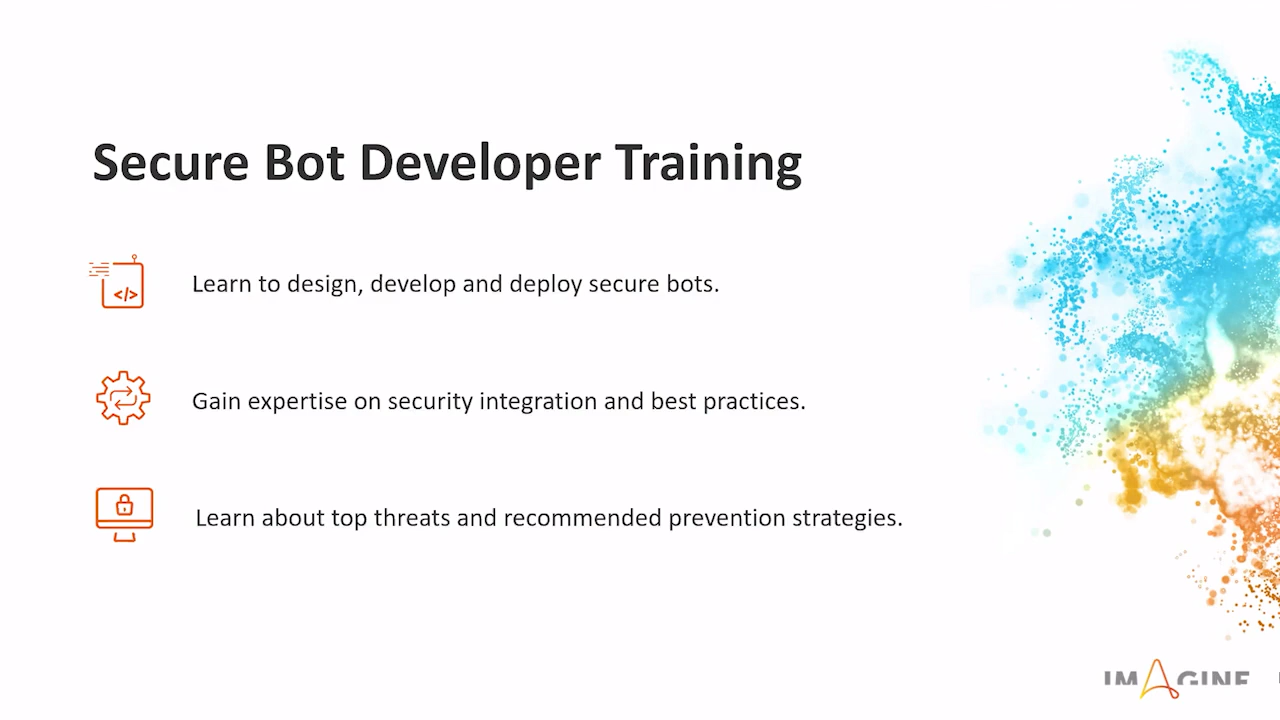 Secure Bot Developer Training
Learn to design, develop and deploy secure bots.
Gain expertise on security integration and best practices.
Learn about top threats and recommended prevention strategies.
IMAGINE